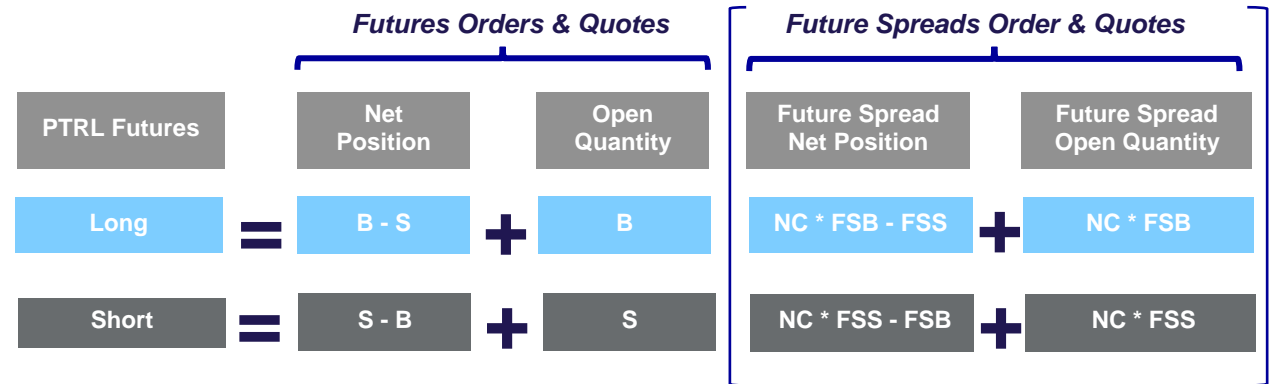 Futures Orders & Quotes
Future Spreads Order & Quotes
PTRL Futures
Net
Position
Open
Quantity
Future Spread
Net Position
Future Spread
Open Quantity
Long
=
B - S
+
B
NC * FSB - FSS
+
NC * FSB
Short
=
S - B
+
S
NC * FSS - FSB
+
NC * FSS